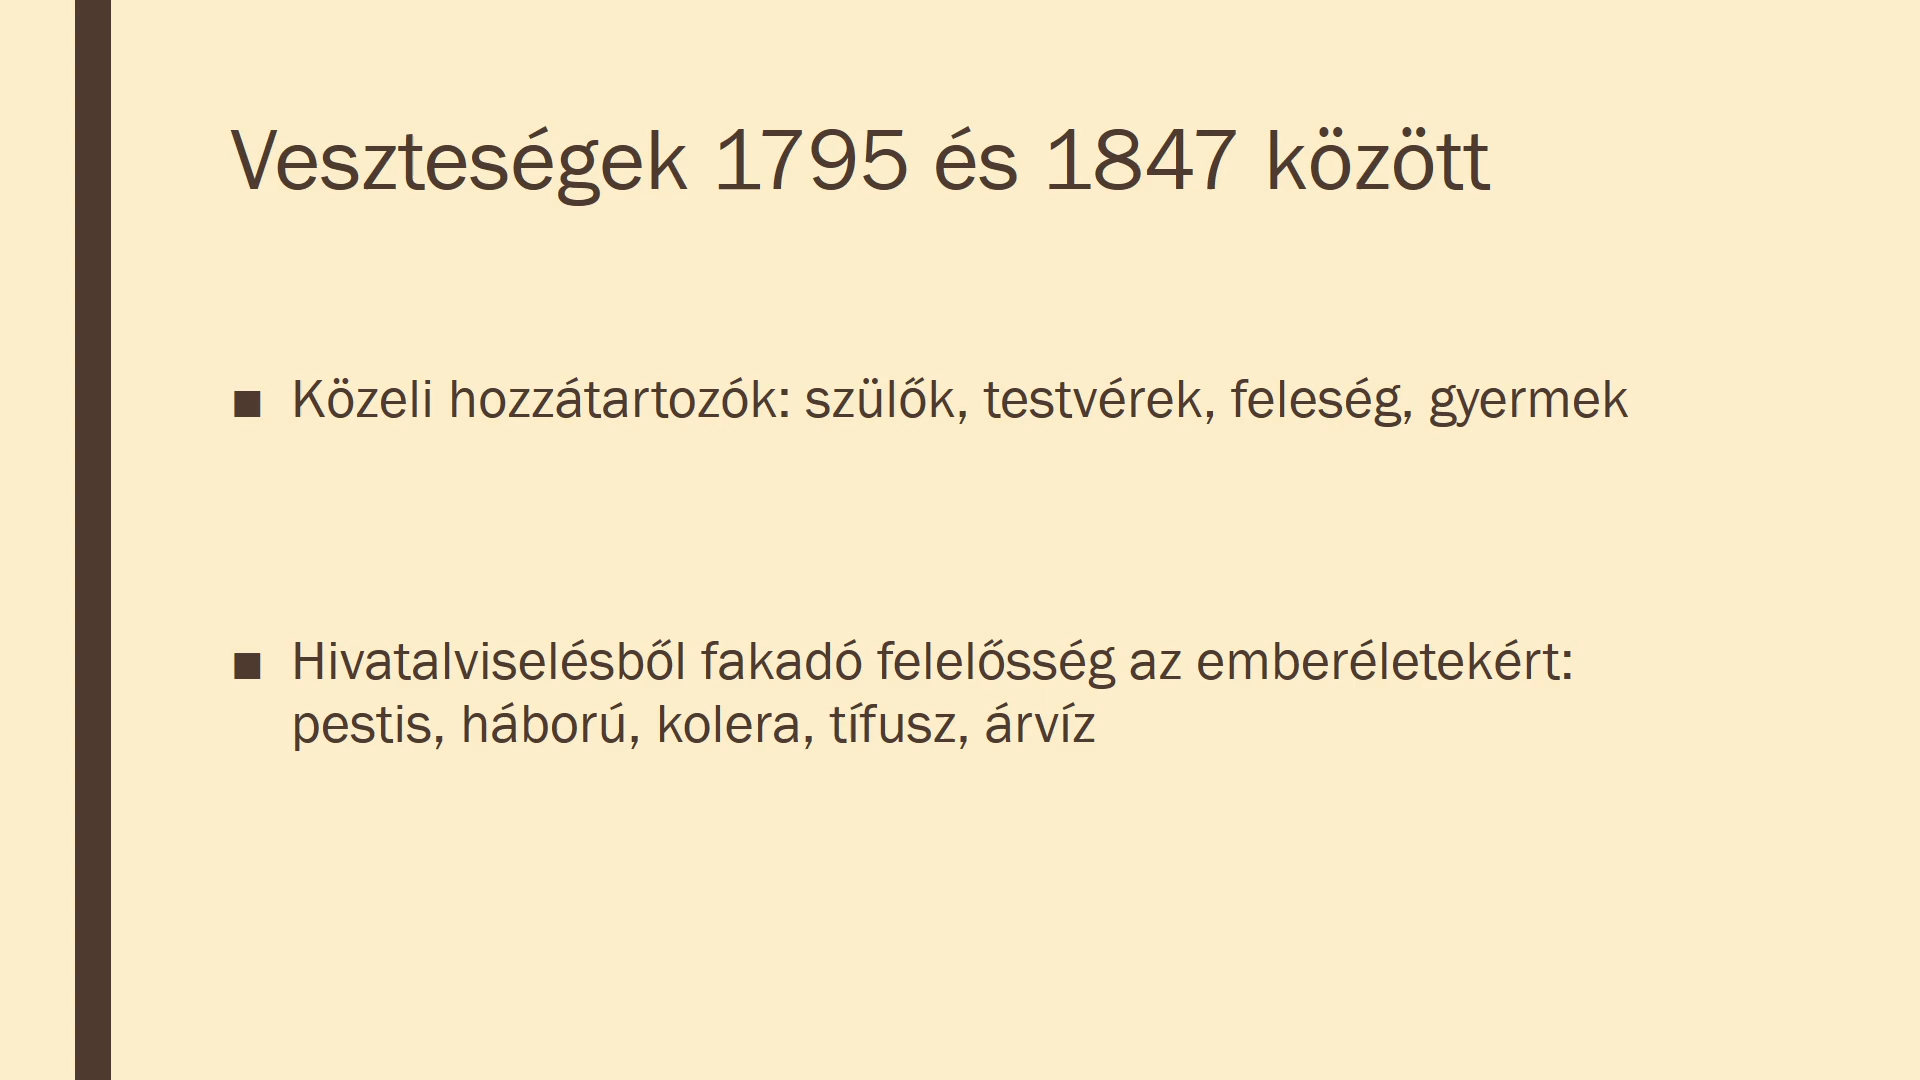 Veszteségek 1795 és 1847 között
■ Közeli hozzátartozók: szülők, testvérek, feleség, gyermek
■ Hivatalviselésből fakadó felelősség az emberéletekért:
pestis, háború, kolera, tífusz, árvíz